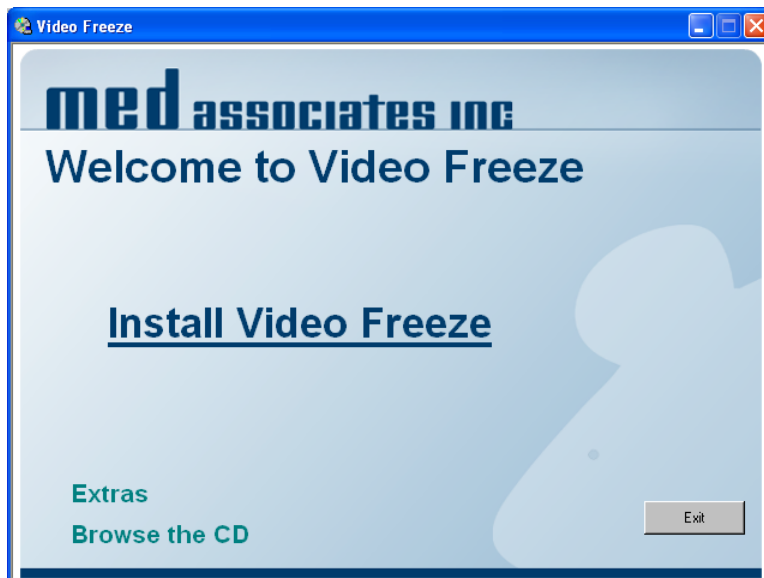 Video Freeze
med associates inc
Welcome to Video Freeze
Install Video Freeze
Extras
Browse the CD
Exit